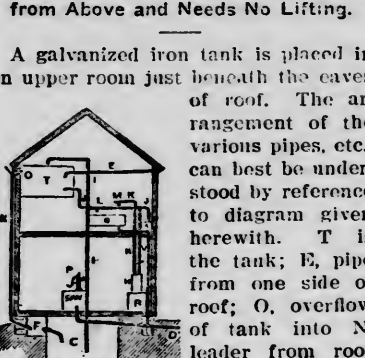 from Above and Needs No Lifting.
A galvanized iron tank is placed in
n upper room just beneath the eaves
of roof. The ar
rangement of the
various pipes, etc.
can best be under
stood by reference
to diagram given
herewith. T is
the tank; E, pipe
from one side of
roof; O, overflow
of tank into N
leader from roof
O T E I
L M K J
K
P
H
R
F
C
D